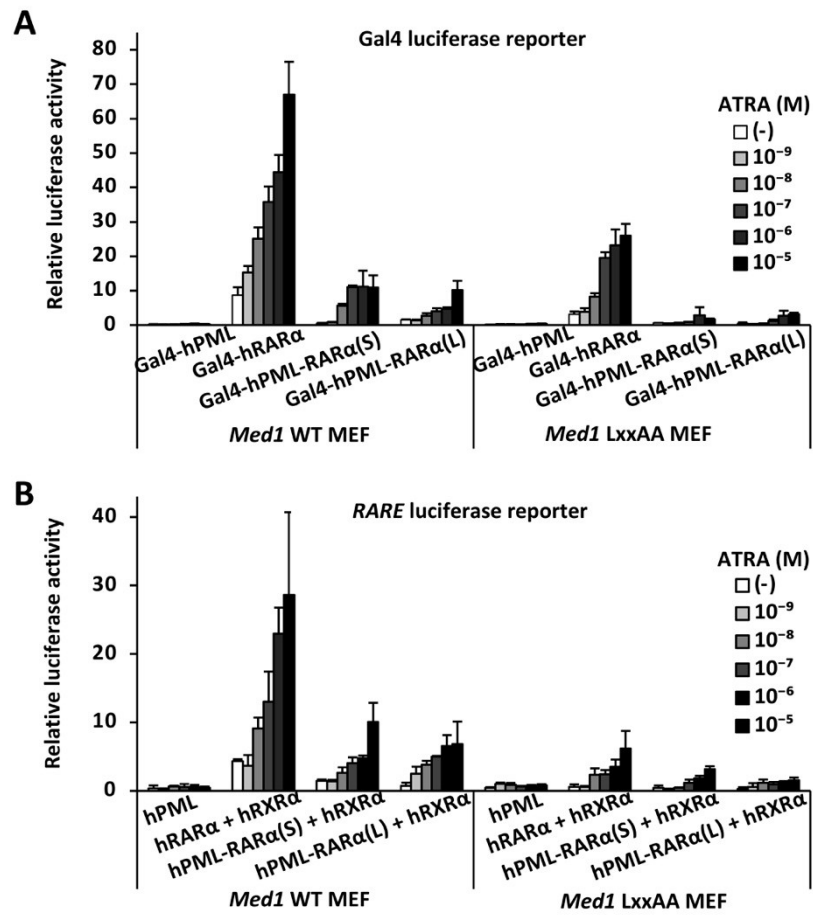 A
Gal4 luciferase reporter
Relative luciferase activity
80
70
60
50
40
30
20
10
0
ATRA (M)
(-)
10⁻⁹
10⁻⁸
10⁻⁷
10⁻⁶
10⁻⁵
Gal4-hPML
Gal4-hRARα
Gal4-hPML-RARα(S)
Gal4-hPML-RARα(L)
Gal4-hPML
Gal4-hRARα
Gal4-hPML-RARα(S)
Gal4-hPML-RARα(L)
Med1 WT MEF
Med1 LxxAA MEF
B
RARE luciferase reporter
Relative luciferase activity
40
30
20
10
0
ATRA (M)
(-)
10⁻⁹
10⁻⁸
10⁻⁷
10⁻⁶
10⁻⁵
hPML
hRARα + hRXRα
hPML-RARα(S) + hRXRα
hPML-RARα(L) + hRXRα
hPML
hRARα + hRXRα
hPML-RARα(S) + hRXRα
hPML-RARα(L) + hRXRα
Med1 WT MEF
Med1 LxxAA MEF